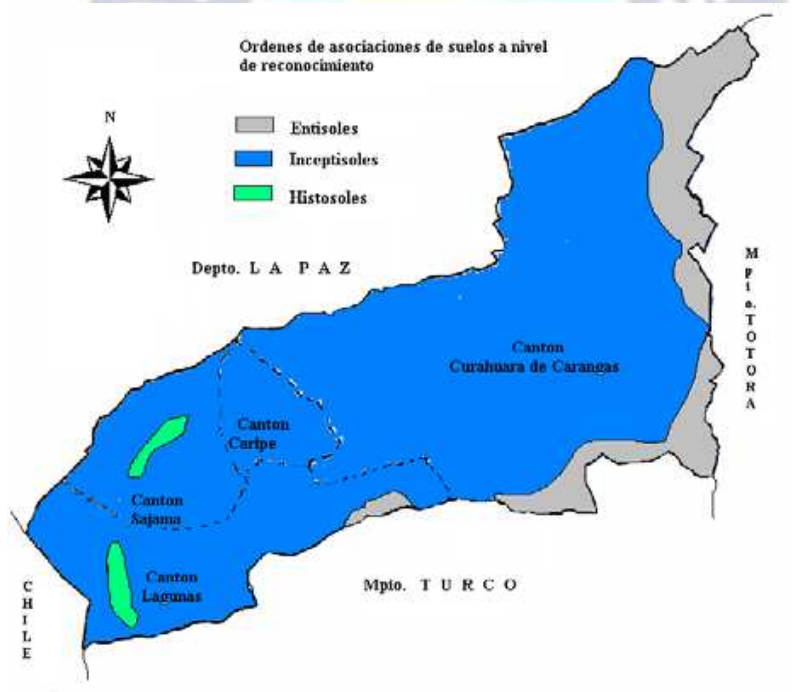 Ordenes de asociaciones de suelos a nivel
de reconocimiento
N
Entisoles
Inceptisoles
Histosoles
Depto. L A P A Z
Mpio. T O T O R A
Canton
Curahuara de Carangas
Canton
Caripe
Canton
Sajama
Canton
Lagunas
Mpio. T U R C O
C H I L E